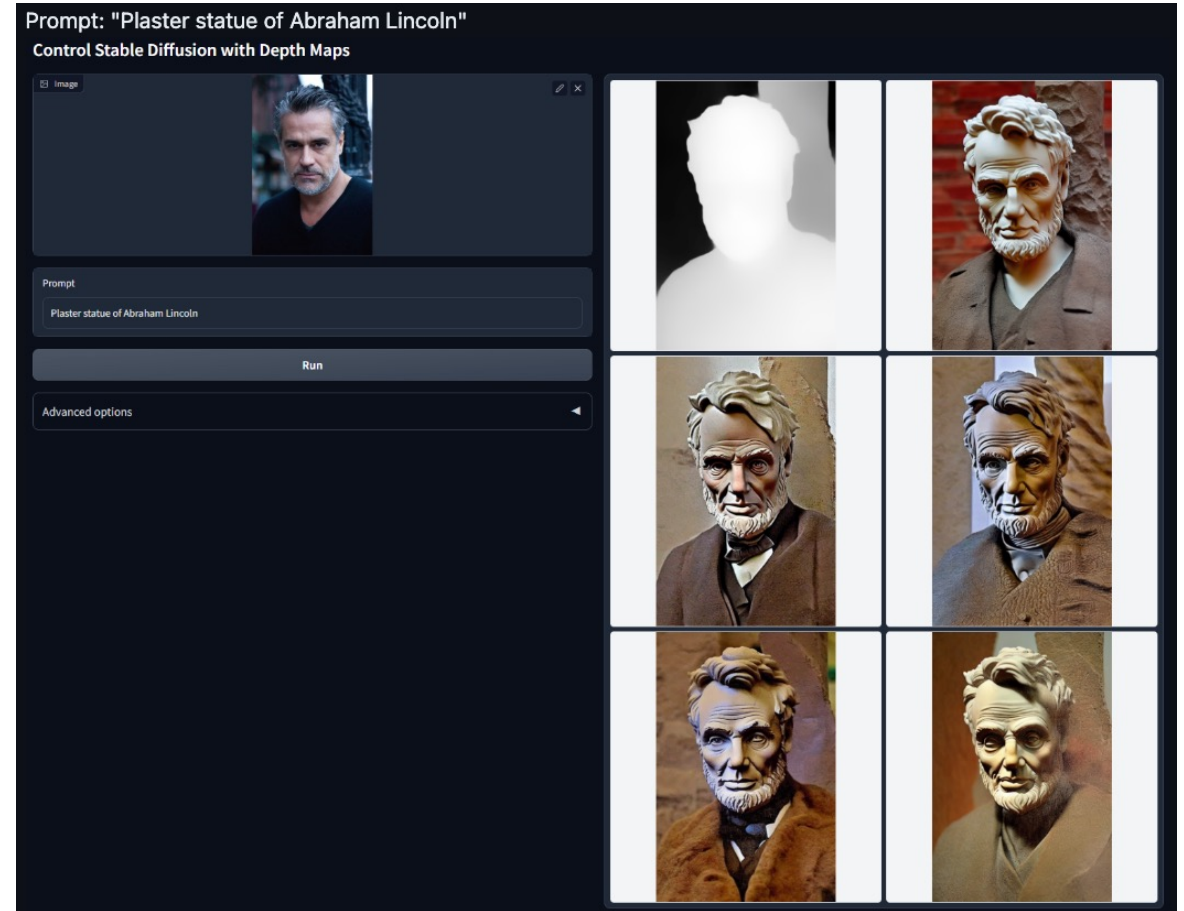 Prompt: "Plaster statue of Abraham Lincoln"
Control Stable Diffusion with Depth Maps
Image
Prompt
Plaster statue of Abraham Lincoln
Run
Advanced options